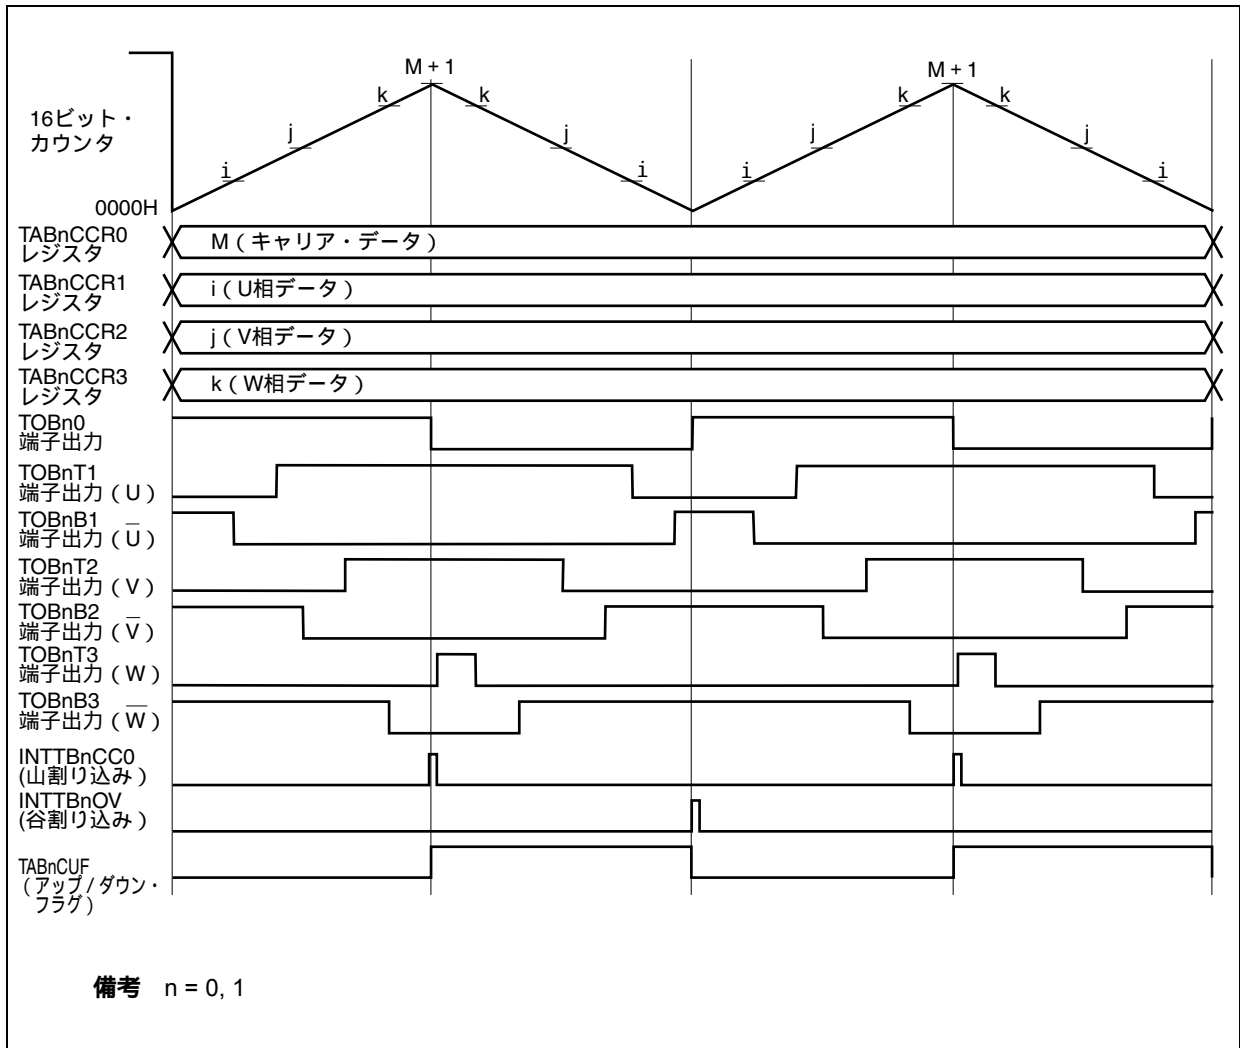 M + 1
M + 1
k
k
k
k
16ビット・
カウンタ
j
j
j
j
i
i
i
i
0000H
TABnCCR0
レジスタ
M ( キャリア・データ )
TABnCCR1
レジスタ
i ( U相データ )
TABnCCR2
レジスタ
j ( V相データ )
TABnCCR3
レジスタ
k ( W相データ )
TOBn0
端子出力
TOBnT1
端子出力 ( U )
TOBnB1
端子出力 ( U̅ )
TOBnT2
端子出力 ( V )
TOBnB2
端子出力 ( V̅ )
TOBnT3
端子出力 ( W )
TOBnB3
端子出力 ( W̅ )
INTTBnCC0
(山割り込み )
INTTBnOV
(谷割り込み )
TABnCUF
( アップ / ダウン・
フラグ )
備考 n = 0, 1